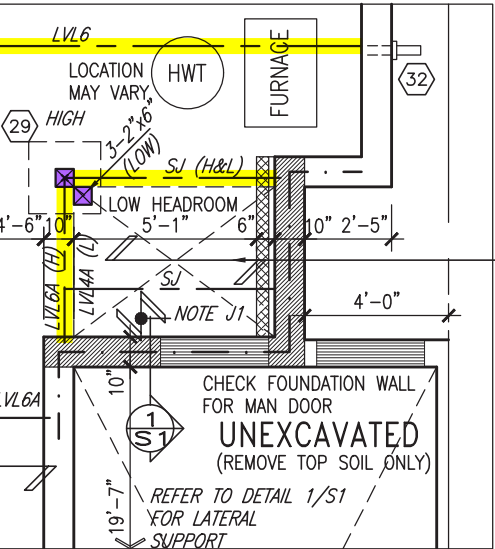 LVL6
LOCATION
MAY VARY
HWT
FURNACE
32
29
HIGH
3-2"x6"
(LOW)
SJ (H&L)
LOW HEADROOM
4'-6"
10"
5'-1"
6"
10"
2'-5"
LVL6A (H)
LVL4A (L)
SJ
4'-0"
NOTE J1
10"
CHECK FOUNDATION WALL
FOR MAN DOOR
LVL6A
1
S1
UNEXCAVATED
(REMOVE TOP SOIL ONLY)
19'-7"
REFER TO DETAIL 1/S1
FOR LATERAL
SUPPORT